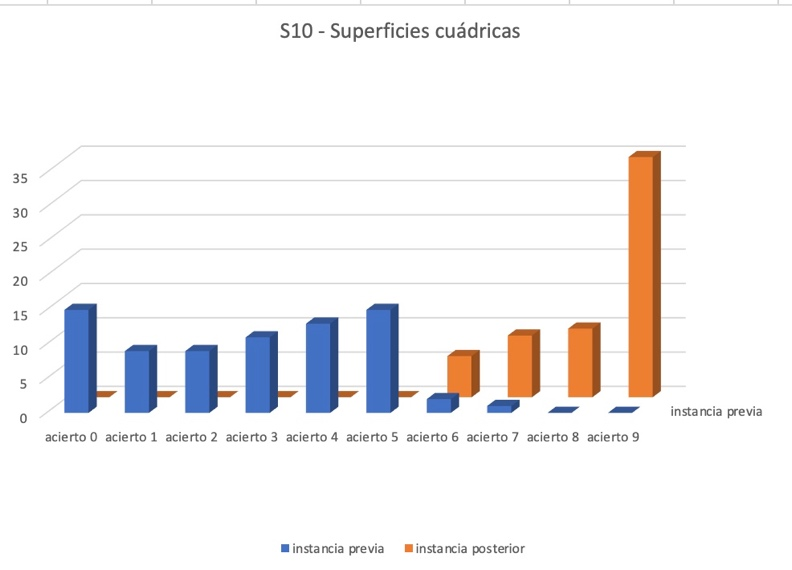 S10 - Superficies cuádricas
35
30
25
20
15
10
5
0
acierto 0 acierto 1 acierto 2 acierto 3 acierto 4 acierto 5 acierto 6 acierto 7 acierto 8 acierto 9
instancia previa
instancia previa instancia posterior